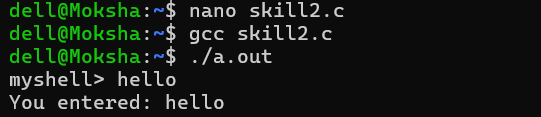 dell@Moksha:~$ nano skill2.c
dell@Moksha:~$ gcc skill2.c
dell@Moksha:~$ ./a.out
myshell> hello
You entered: hello